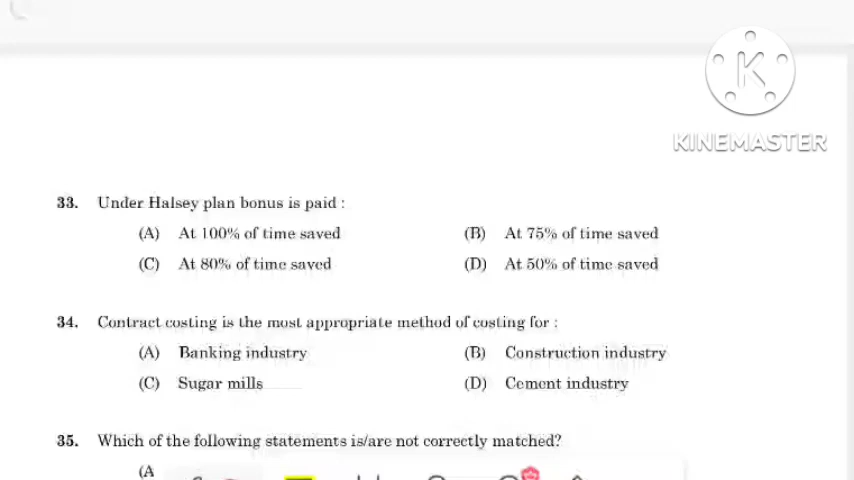 KINEMASTER
33. Under Halsey plan bonus is paid :
(A) At 100% of time saved (B) At 75% of time saved
(C) At 80% of time saved (D) At 50% of time saved
34. Contract costing is the most appropriate method of costing for :
(A) Banking industry (B) Construction industry
(C) Sugar mills (D) Cement industry
35. Which of the following statements is/are not correctly matched?
(A